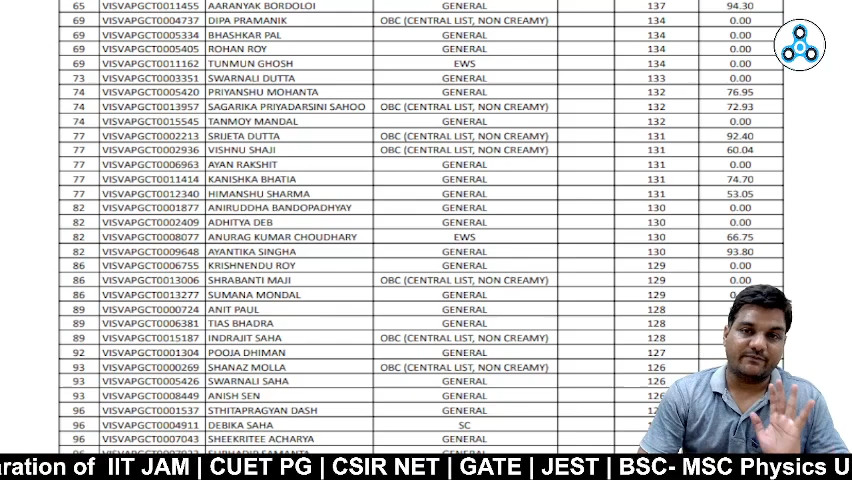 65 VISVAPGCT0011455 AARANYAK BORDOLOI GENERAL 137 94.30
69 VISVAPGCT0004737 DIPA PRAMANIK OBC (CENTRAL LIST, NON CREAMY) 134 0.00
69 VISVAPGCT0005334 BHASHKAR PAL GENERAL 134 0.00
69 VISVAPGCT0005405 ROHAN ROY GENERAL 134 0.00
69 VISVAPGCT0011162 TUNMUN GHOSH EWS 134 0.00
73 VISVAPGCT0003351 SWARNALI DUTTA GENERAL 133 0.00
74 VISVAPGCT0005420 PRIYANSHU MOHANTA GENERAL 132 76.95
74 VISVAPGCT0013957 SAGARIKA PRIYADARSINI SAHOO OBC (CENTRAL LIST, NON CREAMY) 132 72.93
74 VISVAPGCT0015545 TANMOY MANDAL GENERAL 132 0.00
77 VISVAPGCT0002213 SRIJETA DUTTA OBC (CENTRAL LIST, NON CREAMY) 131 92.40
77 VISVAPGCT0002936 VISHNU SHAJI OBC (CENTRAL LIST, NON CREAMY) 131 60.04
77 VISVAPGCT0006963 AYAN RAKSHIT GENERAL 131 0.00
77 VISVAPGCT0011414 KANISHKA BHATIA GENERAL 131 74.70
77 VISVAPGCT0012340 HIMANSHU SHARMA GENERAL 131 53.05
82 VISVAPGCT0001877 ANIRUDDHA BANDOPADHYAY GENERAL 130 0.00
82 VISVAPGCT0002409 ADHITYA DEB GENERAL 130 0.00
82 VISVAPGCT0008077 ANURAG KUMAR CHOUDHARY EWS 130 66.75
82 VISVAPGCT0009648 AYANTIKA SINGHA GENERAL 130 93.80
86 VISVAPGCT0006755 KRISHNENDU ROY GENERAL 129 0.00
86 VISVAPGCT0013006 SHRABANTI MAJI OBC (CENTRAL LIST, NON CREAMY) 129 0.00
86 VISVAPGCT0013277 SUMANA MONDAL GENERAL 129
89 VISVAPGCT0000724 ANIT PAUL GENERAL 128
89 VISVAPGCT0006381 TIAS BHADRA GENERAL 128
89 VISVAPGCT0015187 INDRAJIT SAHA OBC (CENTRAL LIST, NON CREAMY) 128
92 VISVAPGCT0001304 POOJA DHIMAN GENERAL 127
93 VISVAPGCT0000269 SHANAZ MOLLA OBC (CENTRAL LIST, NON CREAMY) 126
93 VISVAPGCT0005426 SWARNALI SAHA GENERAL 126
93 VISVAPGCT0008449 ANISH SEN GENERAL
96 VISVAPGCT0001537 STHITAPRAGYAN DASH GENERAL
96 VISVAPGCT0004911 DEBIKA SAHA SC
96 VISVAPGCT0007043 SHEEKRITEE ACHARYA GENERAL
aration of IIT JAM | CUET PG | CSIR NET | GATE | JEST | BSC- MSC Physics U